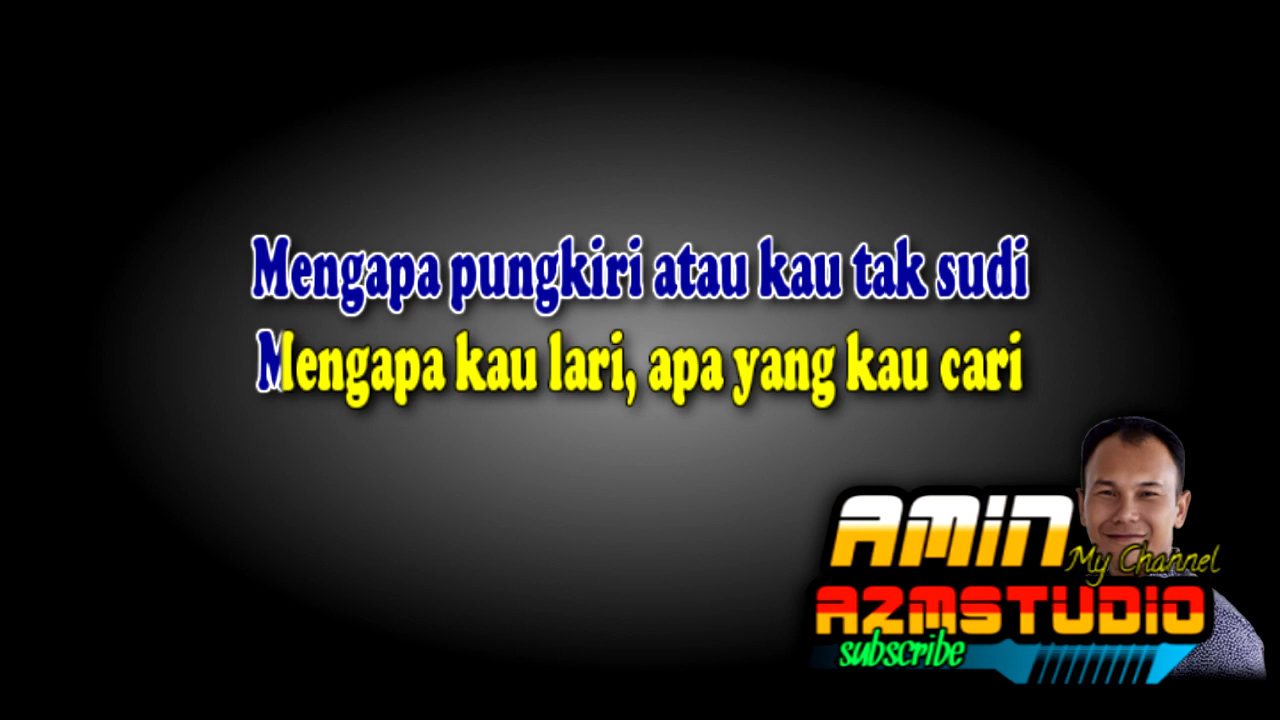 Mengapa pungkiri atau kau tak sudi
Mengapa kau lari, apa yang kau cari
AMIN
My Channel
AZMSTUDIO
subscribe